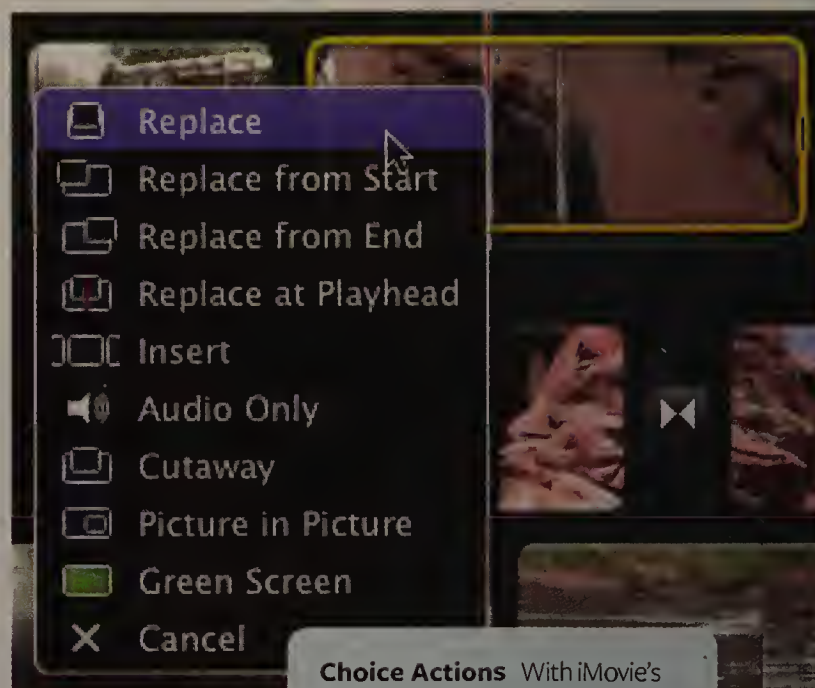 Replace
Replace from Start
Replace from End
Replace at Playhead
Insert
Audio Only
Cutaway
Picture in Picture
Green Screen
Cancel
Choice Actions With iMovie's